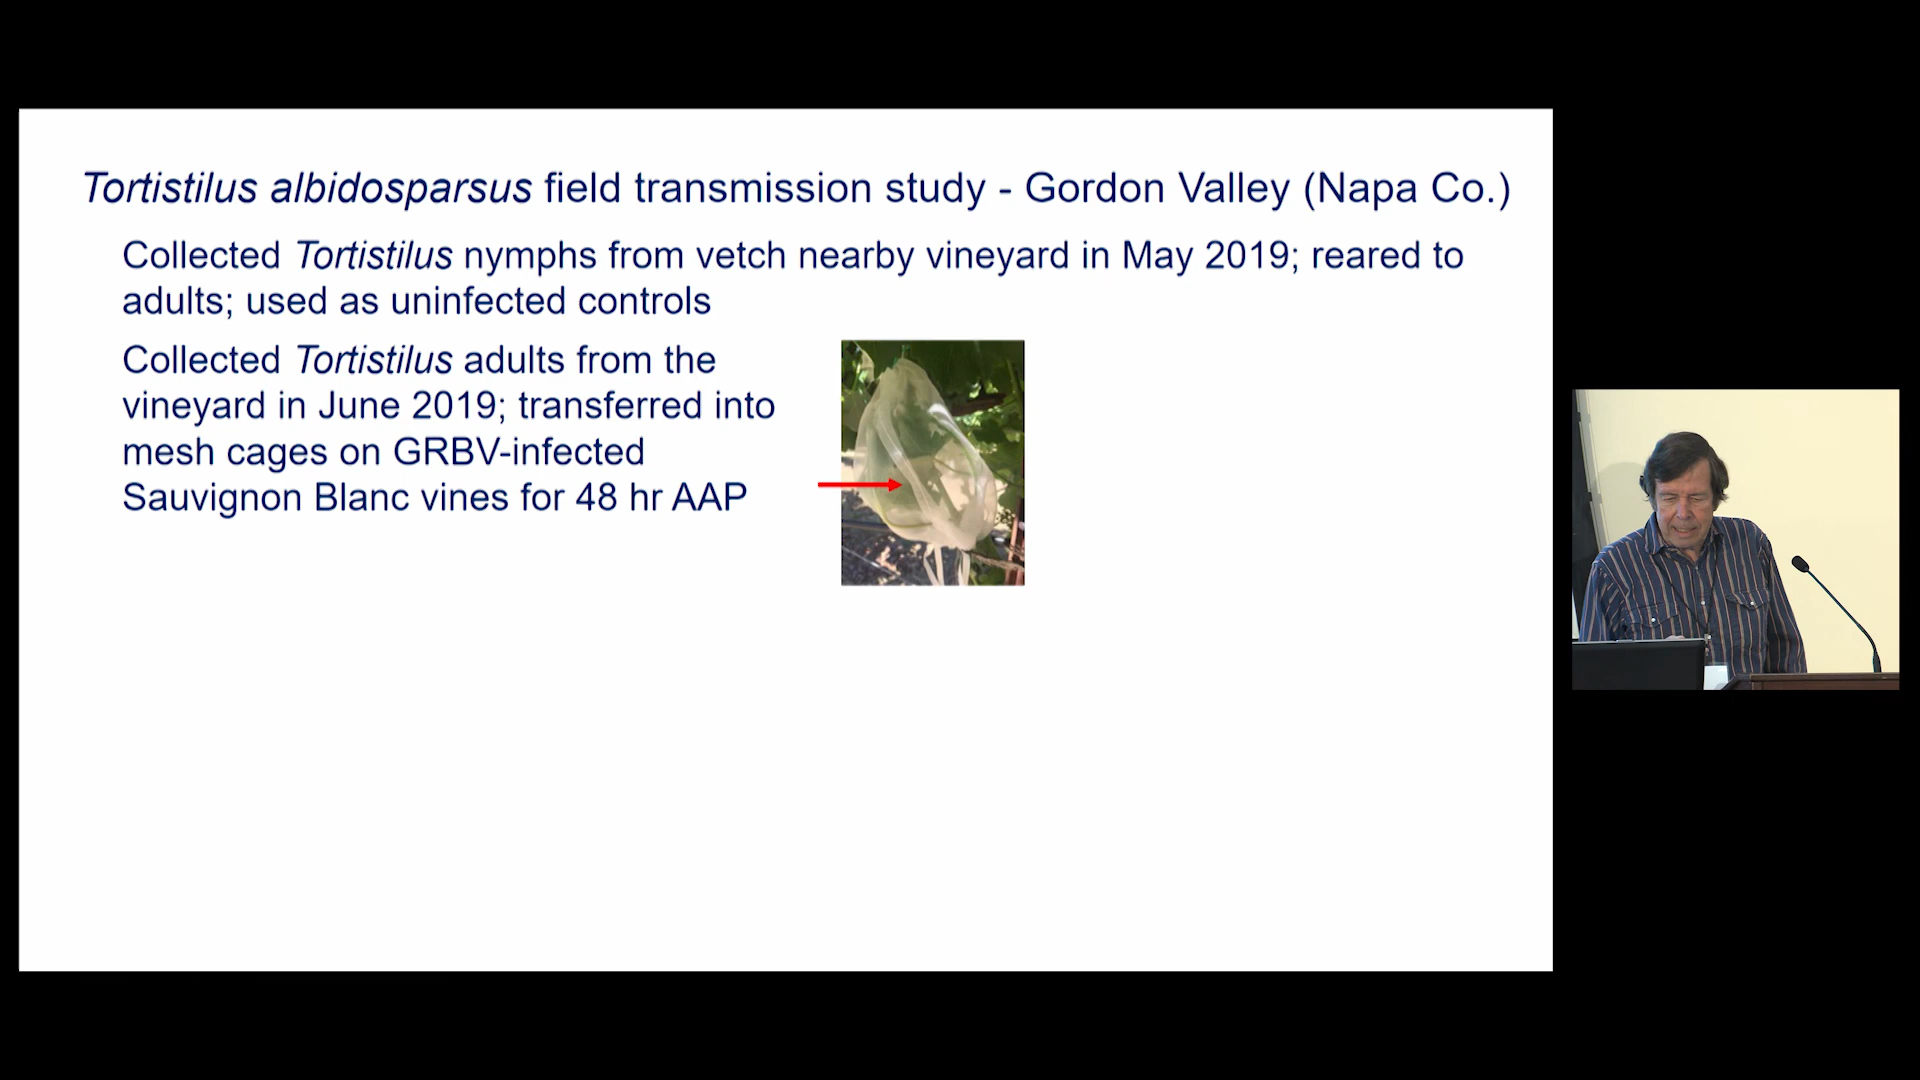 Tortistilus albidosparsus field transmission study - Gordon Valley (Napa Co.)
Collected Tortistilus nymphs from vetch nearby vineyard in May 2019; reared to
adults; used as uninfected controls
Collected Tortistilus adults from the
vineyard in June 2019; transferred into
mesh cages on GRBV-infected
Sauvignon Blanc vines for 48 hr AAP